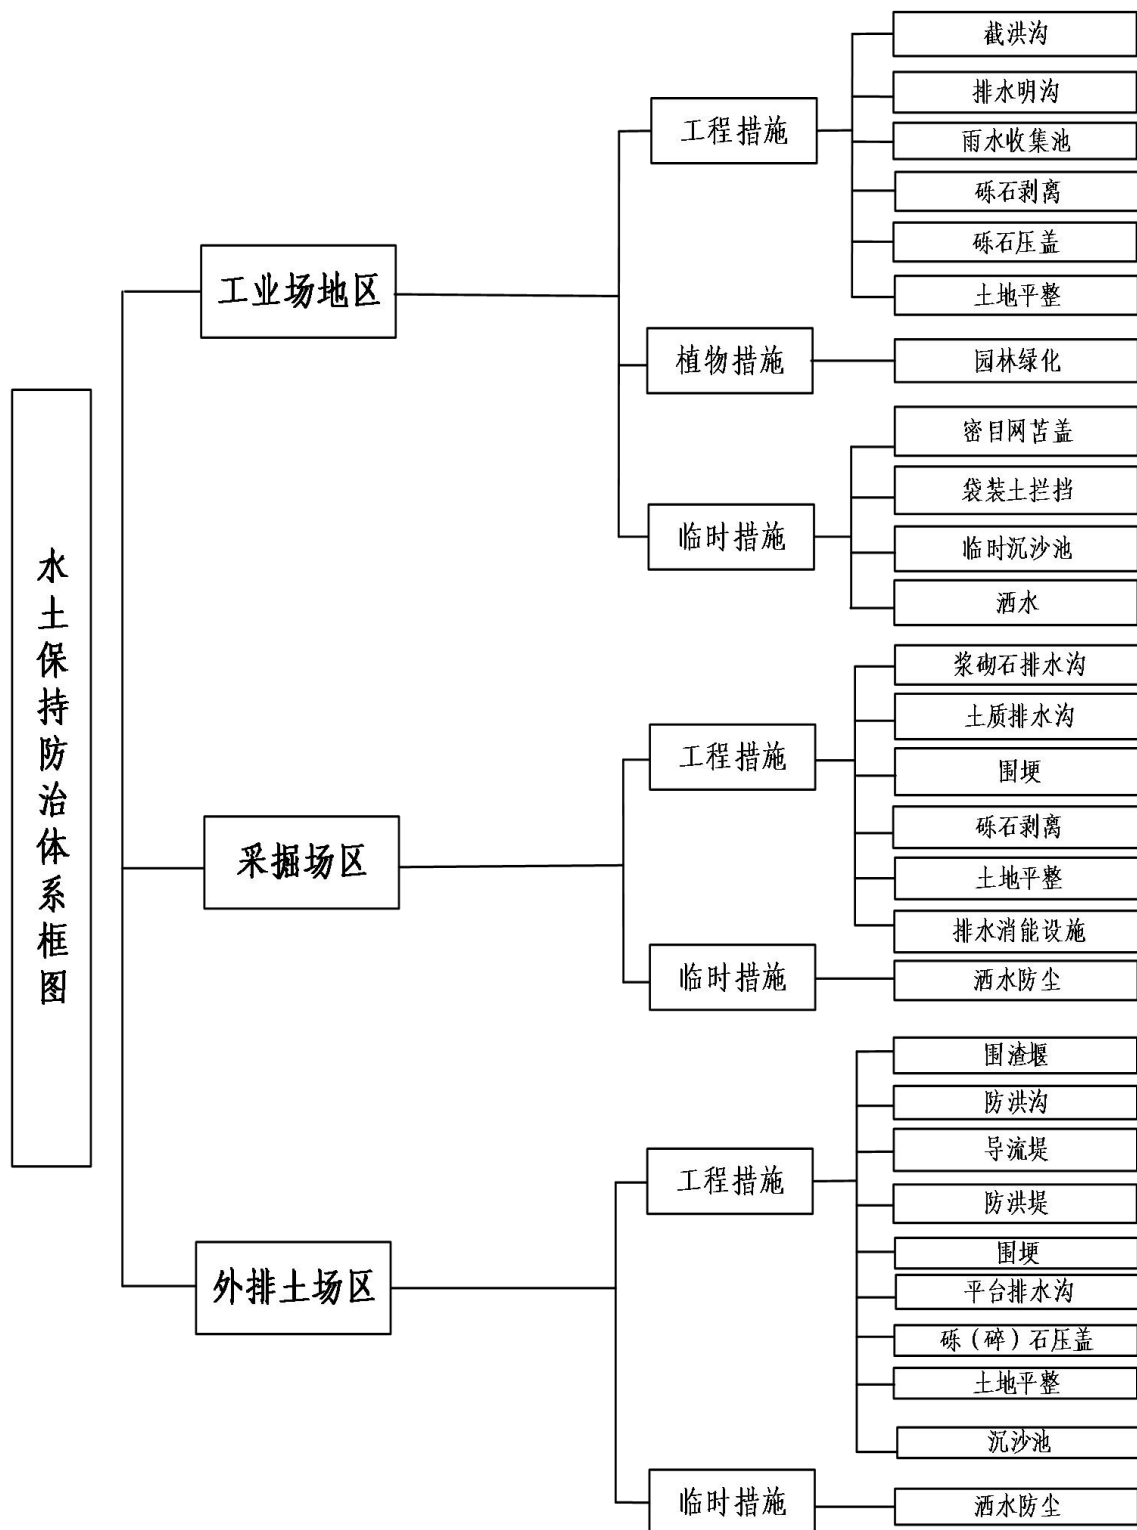 水土保持防治体系框图
工业场地区
工程措施
截洪沟
排水明沟
雨水收集池
砾石剥离
砾石压盖
土地平整
植物措施
园林绿化
临时措施
密目网苫盖
袋装土拦挡
临时沉沙池
洒水
采掘场区
工程措施
浆砌石排水沟
土质排水沟
围埂
砾石剥离
土地平整
排水消能设施
临时措施
洒水防尘
外排土场区
工程措施
围渣堰
防洪沟
导流堤
防洪堤
围埂
平台排水沟
砾（碎）石压盖
土地平整
沉沙池
临时措施
洒水防尘